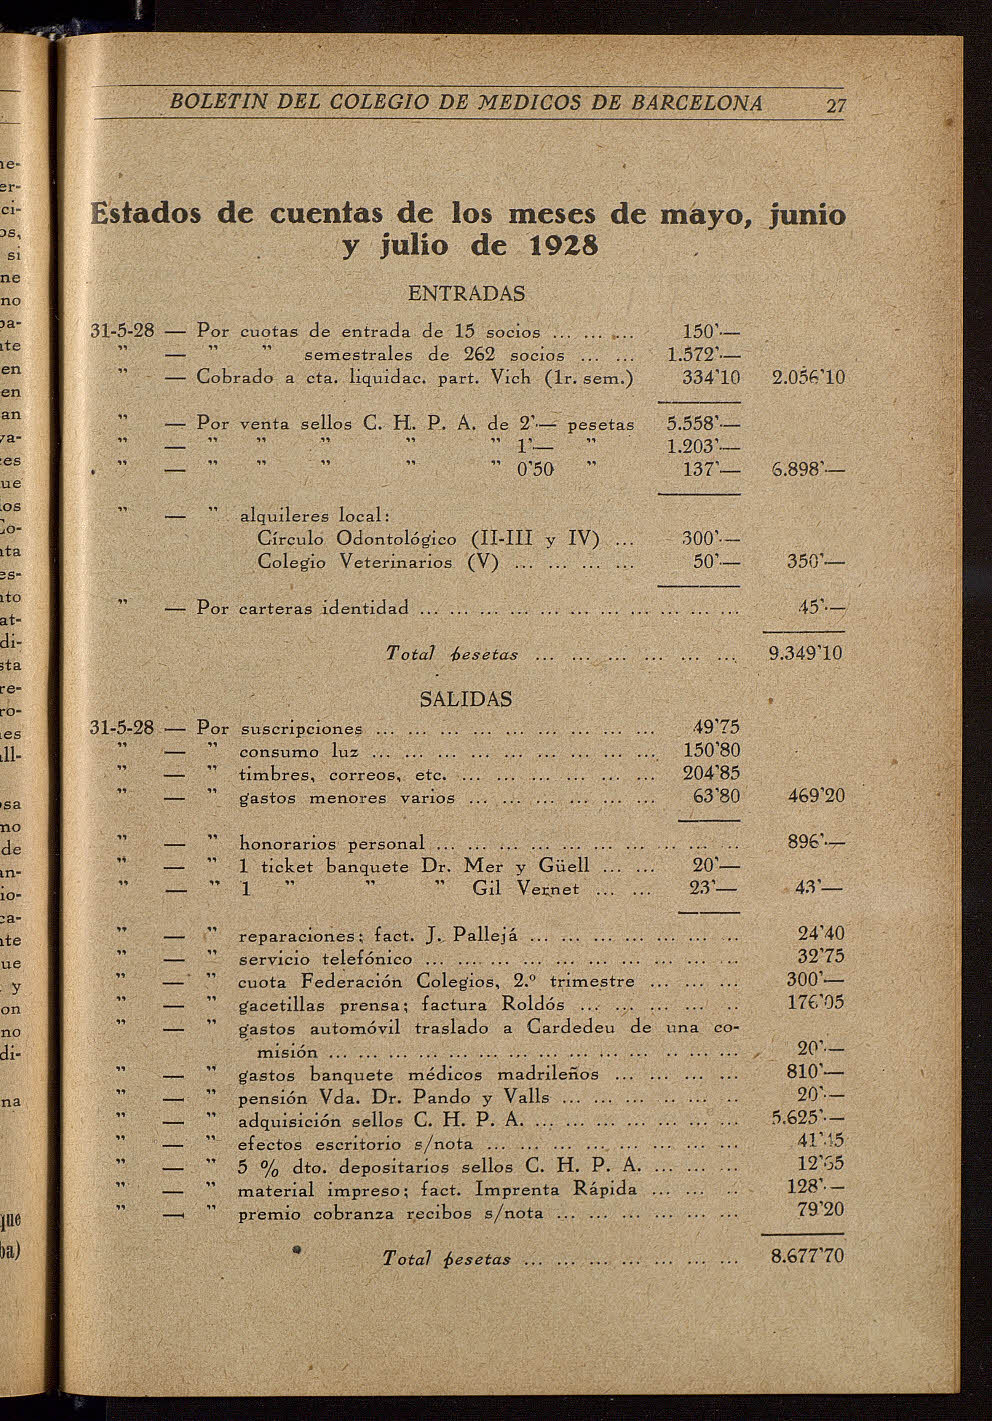 BOLETIN DEL COLEGIO DE MEDICOS DE BARCELONA 27
Estados de cuentas de los meses de mayo, junio
y julio de 1928
ENTRADAS
31-5-28 — Por cuotas de entrada de 15 socios ... ... ... 150'—
" — " " semestrales de 262 socios ... ... 1.572'—
" — Cobrado a cta. liquidac. part. Vich (1r. sem.) 334'10 2.056'10
" — Por venta sellos C. H. P. A. de 2'— pesetas 5.558'—
" — " " " " " 1'— " 1.203'—
" — " " " " " 0'50 " 137'— 6.898'—
" — " alquileres local:
Círculo Odontológico (II-III y IV) ... 300'—
Colegio Veterinarios (V) ... ... ... ... 50'— 350'—
" — Por carteras identidad ... ... ... ... ... ... ... ... ... ... ... 45'—
Total pesetas ... ... ... ... ... ... 9.349'10
SALIDAS
31-5-28 — Por suscripciones ... ... ... ... ... ... ... ... ... 49'75
" — " consumo luz ... ... ... ... ... ... ... ... ... 150'80
" — " timbres, correos, etc. ... ... ... ... ... ... 204'85
" — " gastos menores varios ... ... ... ... ... ... 63'80 469'20
" — " honorarios personal ... ... ... ... ... ... ... ... ... ... 896'—
" — " 1 ticket banquete Dr. Mer y Güell ... ... 20'—
" — " 1 " " " Gil Vernet ... ... 23'— 43'—
" — " reparaciones; fact. J. Pallejá ... ... ... ... ... ... .. 24'40
" — " servicio telefónico ... ... ... ... ... ... ... ... ... ... 32'75
" — " cuota Federación Colegios, 2.º trimestre ... ... ... 300'—
" — " gacetillas prensa; factura Roldós ... ... ... ... .. 176'05
" — " gastos automóvil traslado a Cardedeu de una co-
misión ... ... ... ... ... ... ... ... ... ... ... .. ... ... 20'—
" — " gastos banquete médicos madrileños ... ... ... ... 810'—
" — " pensión Vda. Dr. Pando y Valls ... ... ... .. ... .. 20'—
" — " adquisición sellos C. H. P. A. ... ... ... ... ... ... ... 5.625'—
" — " efectos escritorio s/nota ... ... ... ... ... ... ... ... 41'45
" — " 5 % dto. depositarios sellos C. H. P. A. ... ... ... 12'65
" — " material impreso; fact. Imprenta Rápida ... ... .. 128'—
" — " premio cobranza recibos s/nota ... ... ... ... ... ... 79'20
Total pesetas ... ... ... ... ... ... ... 8.677'70